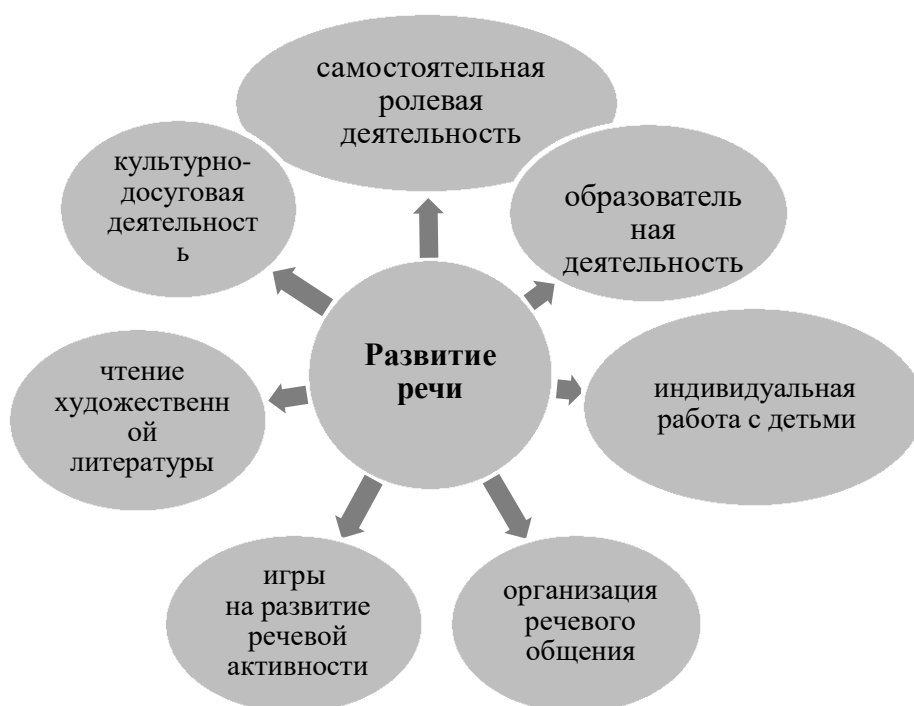 самостоятельная
ролевая
деятельность
культурно-
досуговая
деятельност
ь
образователь
ная
деятельность
Развитие
речи
чтение
художественн
ой
литературы
индивидуальная
работа с детьми
игры
на развитие
речевой
активности
организация
речевого
общения